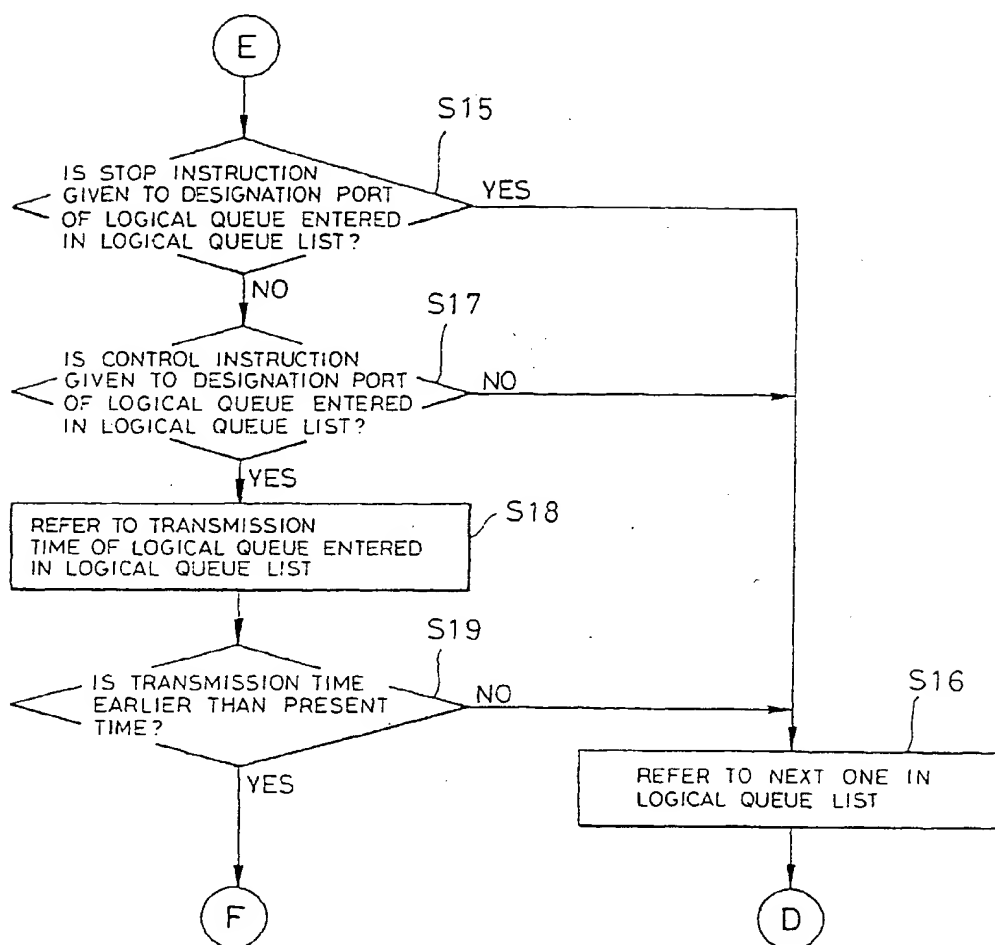 E
S15
IS STOP INSTRUCTION
GIVEN TO DESIGNATION PORT
OF LOGICAL QUEUE ENTERED
IN LOGICAL QUEUE LIST?
YES
NO
S17
IS CONTROL INSTRUCTION
GIVEN TO DESIGNATION PORT
OF LOGICAL QUEUE ENTERED
IN LOGICAL QUEUE LIST?
NO
YES
S18
REFER TO TRANSMISSION
TIME OF LOGICAL QUEUE ENTERED
IN LOGICAL QUEUE LIST
S19
IS TRANSMISSION TIME
EARLIER THAN PRESENT
TIME?
NO
YES
S16
REFER TO NEXT ONE IN
LOGICAL QUEUE LIST
F
D